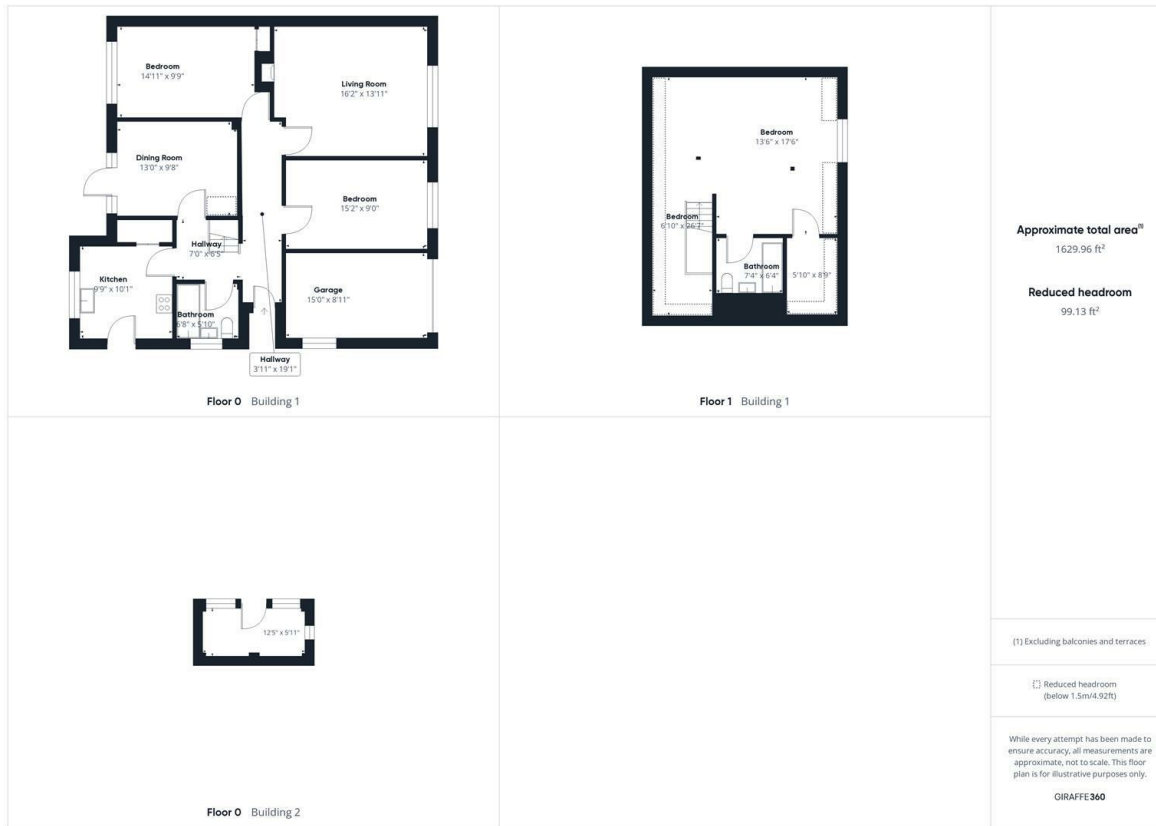 Bedroom
14'11" x 9'9"
Living Room
16'2" x 13'11"
Dining Room
13'0" x 9'8"
Bedroom
15'2" x 9'0"
Hallway
7'0" x 6'5"
Kitchen
9'9" x 10'1"
Garage
15'0" x 8'11"
Bathroom
6'8" x 5'10"
Hallway
3'11" x 19'1"
Floor 0 Building 1
Bedroom
13'6" x 17'6"
Bedroom
6'10" x 26'7"
Bathroom
7'4" x 6'4"
5'10" x 8'9"
Floor 1 Building 1
12'5" x 5'11"
Floor 0 Building 2
Approximate total area(1)
1629.96 ft²
Reduced headroom
99.13 ft²
(1) Excluding balconies and terraces
Reduced headroom
(below 1.5m/4.92ft)
While every attempt has been made to
ensure accuracy, all measurements are
approximate, not to scale. This floor
plan is for illustrative purposes only.
GIRAFFE360